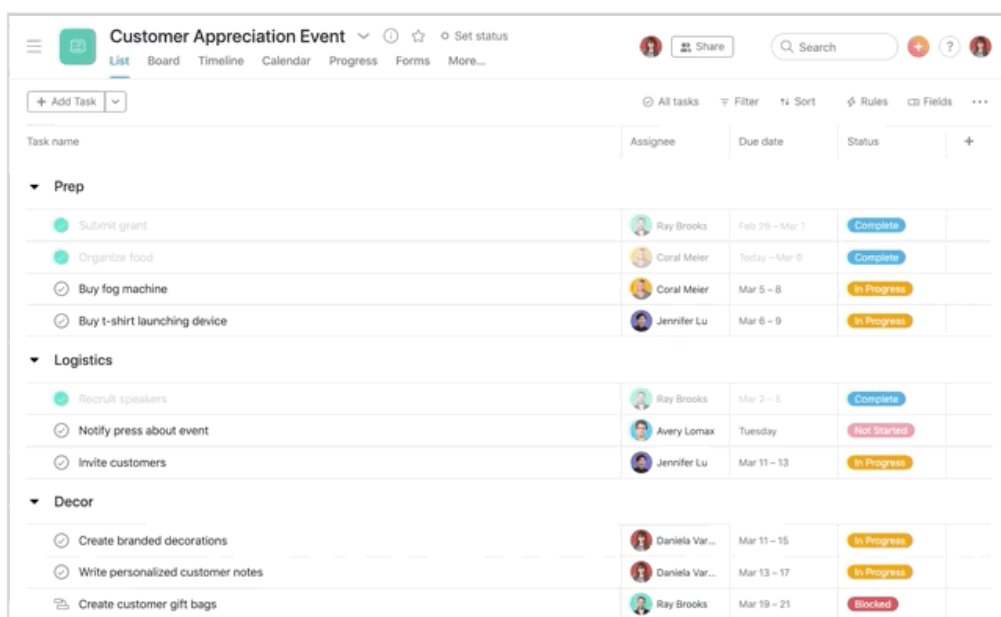 Customer Appreciation Event
Set status
Share
Search
?
List Board Timeline Calendar Progress Forms More...
+ Add Task
All tasks Filter Sort Rules Fields ...
Task name Assignee Due date Status +
Prep
Submit grant Ray Brooks Feb 26 – Mar 1 Complete
Organize food Coral Meier Today – Mar 6 Complete
Buy fog machine Coral Meier Mar 5 – 8 In Progress
Buy t-shirt launching device Jennifer Lu Mar 6 – 9 In Progress
Logistics
Recruit speakers Ray Brooks Mar 2 – 5 Complete
Notify press about event Avery Lomax Tuesday Not Started
Invite customers Jennifer Lu Mar 11 – 13 In Progress
Decor
Create branded decorations Daniela Var... Mar 11 – 15 In Progress
Write personalized customer notes Daniela Var... Mar 13 – 17 In Progress
Create customer gift bags Ray Brooks Mar 19 – 21 Blocked